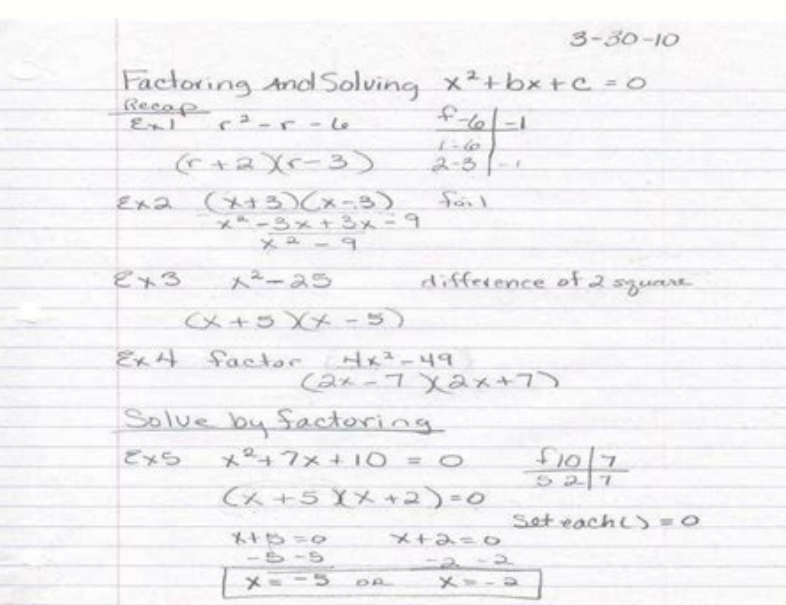 3-30-10
Factoring And Solving x²+bx+c = 0
Recap
Ex1 r² - r - 6 f-6 | -1
1 -6
(r+2)(r-3) 2-3 | -1
Ex2 (x+3)(x-3) foil
x² - 3x + 3x - 9
x² - 9
Ex3 x² - 25 difference of 2 square
(x+5)(x-5)
Ex4 factor 4x² - 49
(2x-7)(2x+7)
Solve by factoring
Ex5 x²+7x+10 = 0 f10 | 7
5 2 | 7
(x+5)(x+2)=0
Set each ( ) = 0
x+5=0 x+2=0
-5 -5 -2 -2
x = -5 OR x = -2